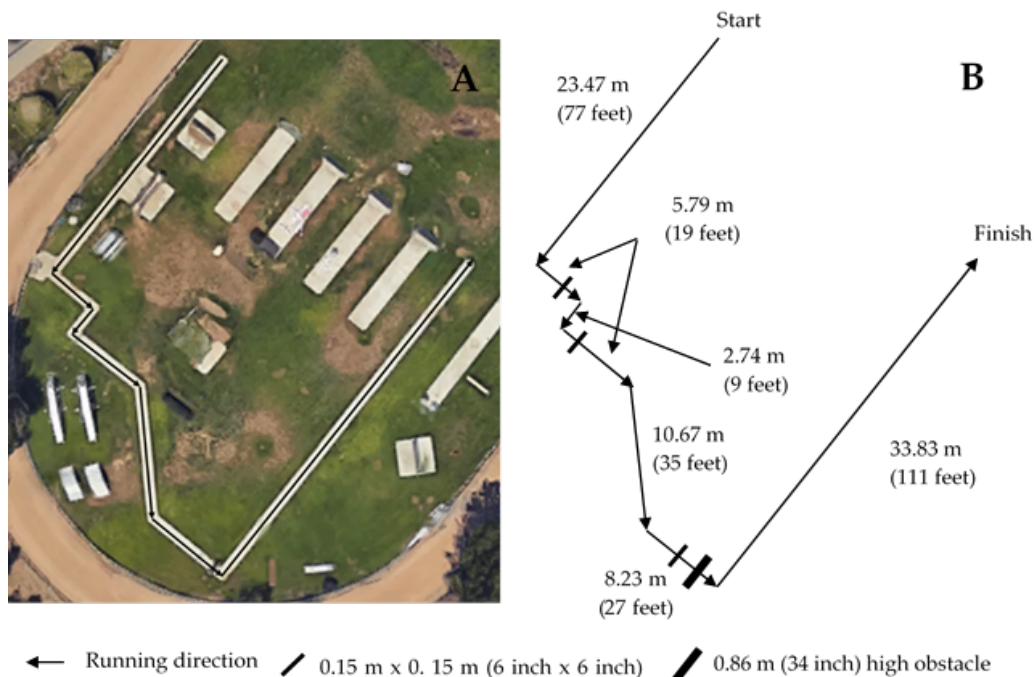 Start
A
23.47 m
(77 feet)
B
5.79 m
(19 feet)
Finish
2.74 m
(9 feet)
10.67 m
(35 feet)
33.83 m
(111 feet)
8.23 m
(27 feet)
Running direction
0.15 m x 0. 15 m (6 inch x 6 inch)
0.86 m (34 inch) high obstacle